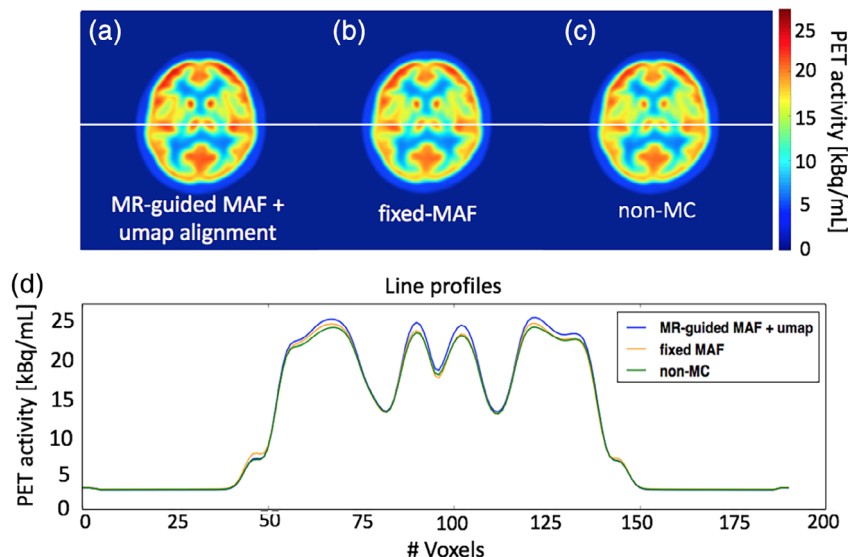 (a)
(b)
(c)
MR-guided MAF +
umap alignment
fixed-MAF
non-MC
25
20
15
10
5
0
PET activity [kBq/mL]
(d)
Line profiles
PET activity [kBq/mL]
25
20
15
10
5
0
MR-guided MAF + umap
fixed MAF
non-MC
0
25
50
75
100
125
150
175
200
# Voxels